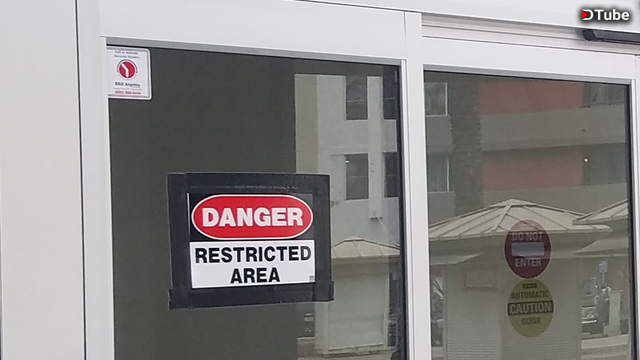 DTube
DANGER
RESTRICTED
AREA
DO NOT
ENTER
AUTOMATIC
CAUTION
DOOR